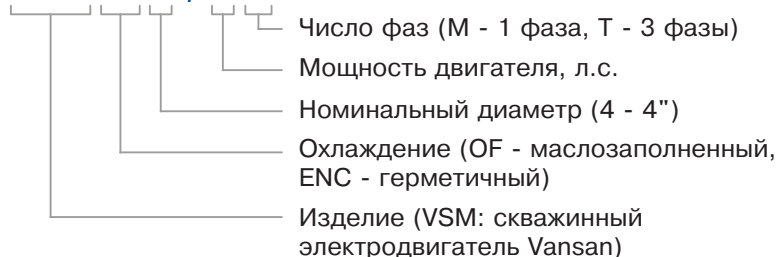 Число фаз (М - 1 фаза, Т - 3 фазы)
Мощность двигателя, л.с.
Номинальный диаметр (4 - 4")
Охлаждение (OF - маслозаполненный,
ENC - герметичный)
Изделие (VSM: скважинный
электродвигатель Vansan)